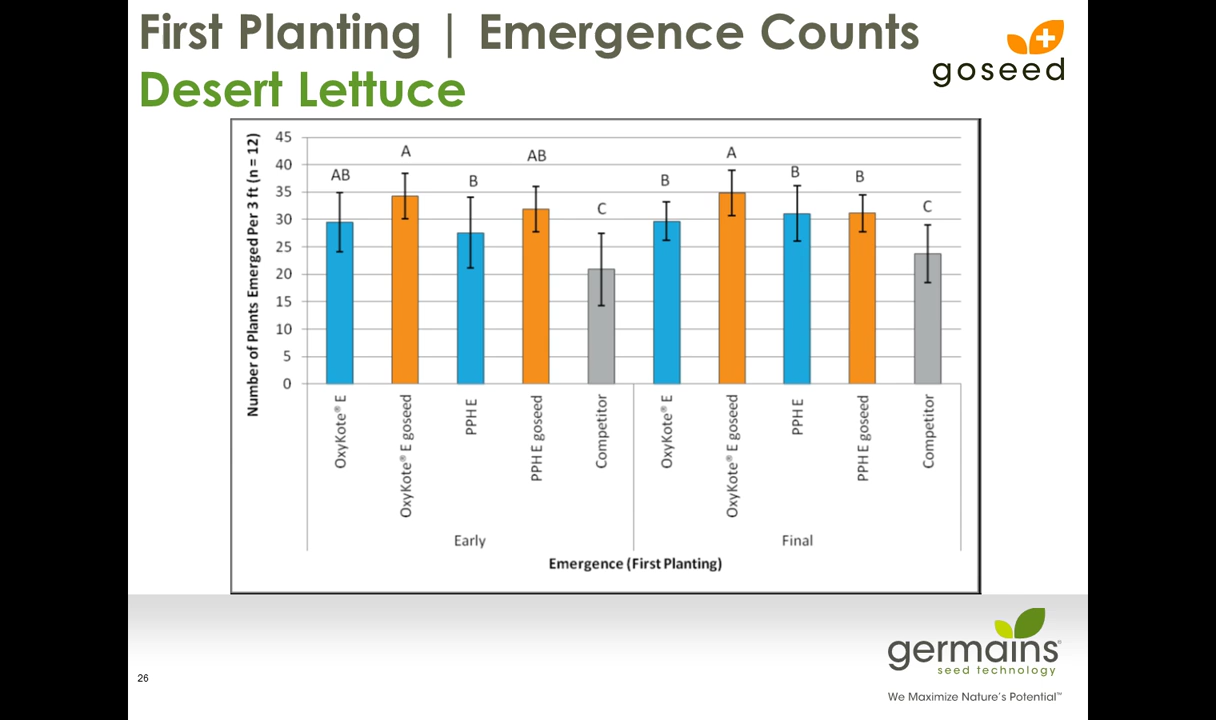 First Planting | Emergence Counts
Desert Lettuce
goseed
Number of Plants Emerged Per 3 ft (n = 12)
45
40
35
30
25
20
15
10
5
0
AB
A
B
AB
C
B
A
B
B
C
OxyKote® E
OxyKote® E goseed
PPH E
PPH E goseed
Competitor
OxyKote® E
OxyKote® E goseed
PPH E
PPH E goseed
Competitor
Early
Final
Emergence (First Planting)
germains®
seed technology
We Maximize Nature's Potential™
26